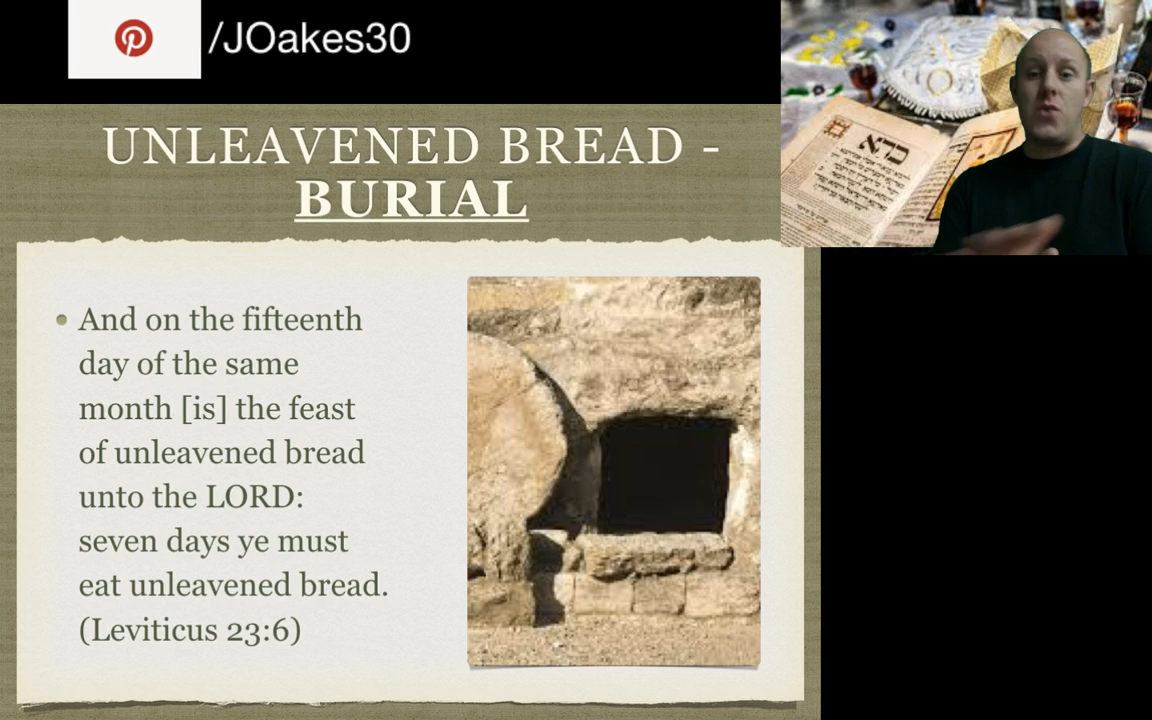 /JOakes30
UNLEAVENED BREAD -
BURIAL
• And on the fifteenth
day of the same
month [is] the feast
of unleavened bread
unto the LORD:
seven days ye must
eat unleavened bread.
(Leviticus 23:6)